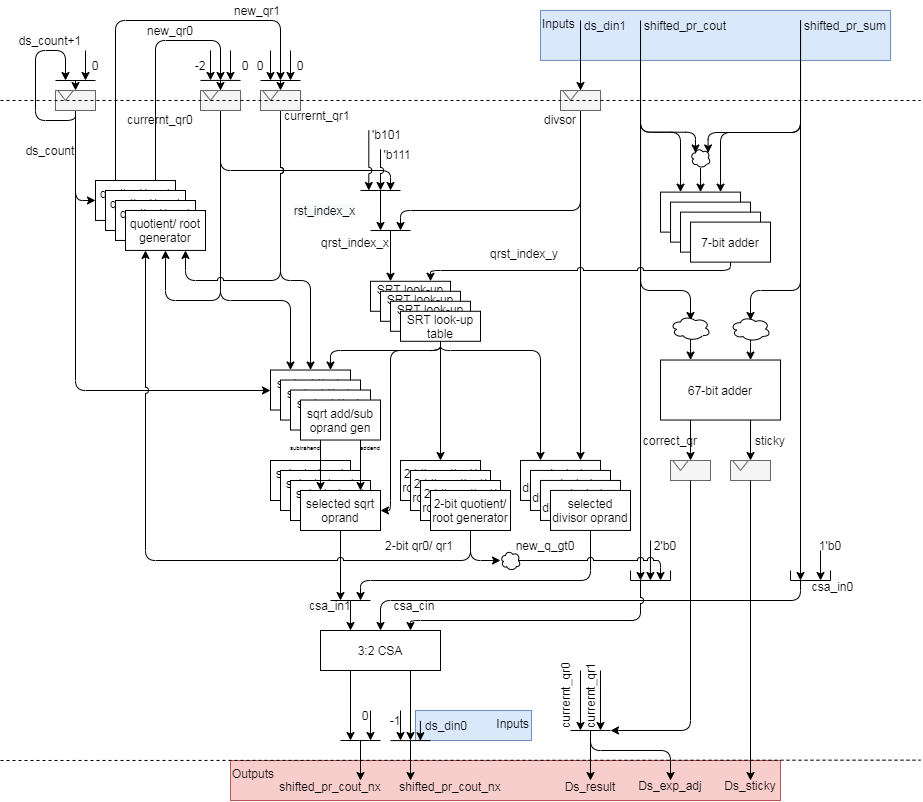 new_qr1
Inputs
ds_din1
shifted_pr_cout
shifted_pr_sum
ds_count+1
new_qr0
0
-2
0
0
0
currernt_qr0
currernt_qr1
divsor
'b101
'b111
ds_count
rst_index_x
quotient/ root
generator
7-bit adder
qrst_index_x
qrst_index_y
SRT look-up
SRT look-up
SRT look-up
SRT look-up
table
67-bit adder
sqrt add/sub
oprand gen
correct_qr
sticky
subtrahend
addend
selected sqrt
oprand
2-bit quotient/
root generator
selected
divisor oprand
2-bit qr0/ qr1
new_q_gt0
2'b0
1'b0
csa_in0
csa_in1
csa_cin
3:2 CSA
currernt_qr0
currernt_qr1
0
-1
ds_din0
Inputs
Outputs
shifted_pr_cout_nx
shifted_pr_cout_nx
Ds_result
Ds_exp_adj
Ds_sticky